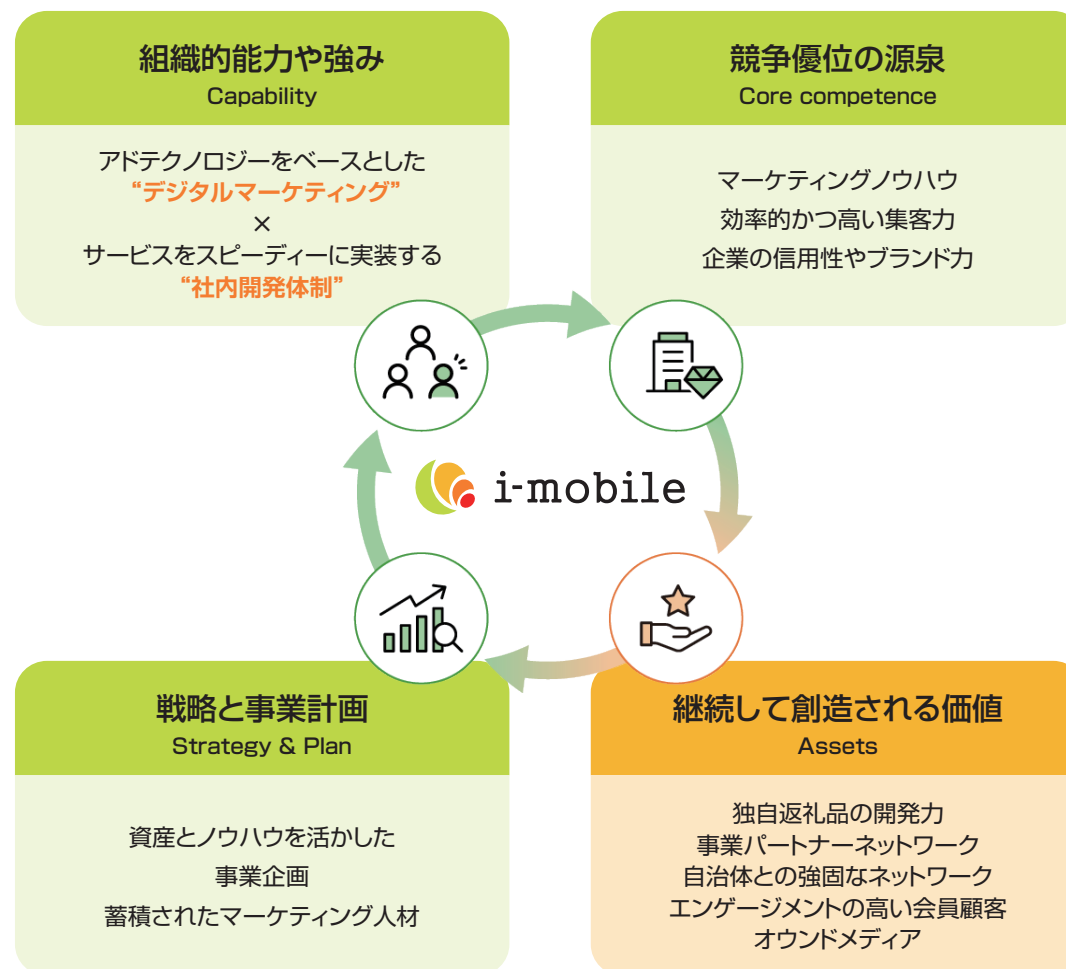 組織的能力や強み
Capability
アドテクノロジーをベースとした
“デジタルマーケティング”
×
サービスをスピーディーに実装する
“社内開発体制”
競争優位の源泉
Core competence
マーケティングノウハウ
効率的かつ高い集客力
企業の信用性やブランド力
i-mobile
戦略と事業計画
Strategy & Plan
資産とノウハウを活かした
事業企画
蓄積されたマーケティング人材
継続して創造される価値
Assets
独自返礼品の開発力
事業パートナーネットワーク
自治体との強固なネットワーク
エンゲージメントの高い会員顧客
オウンドメディア